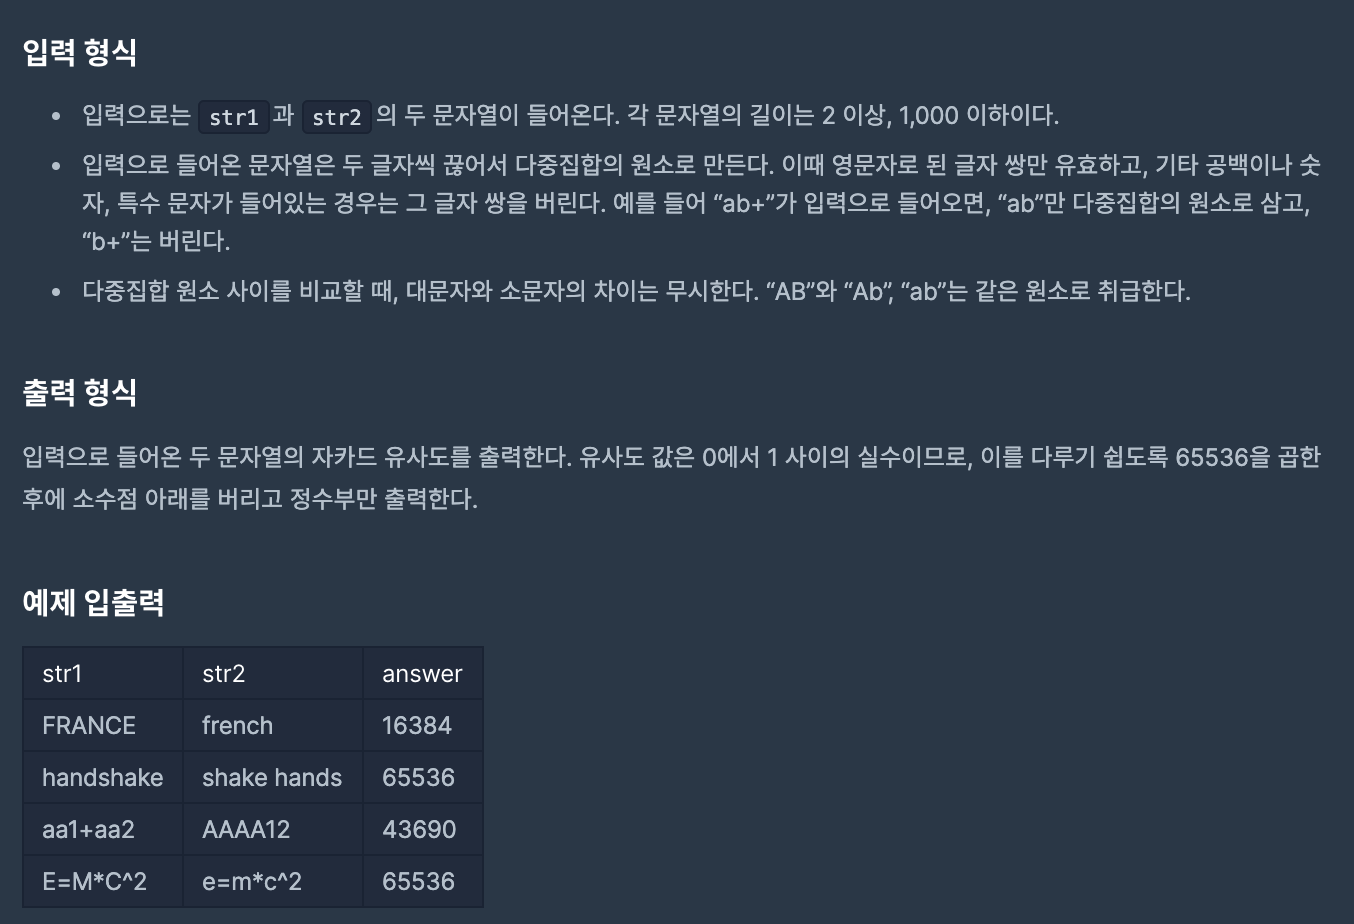 입력 형식
입력으로는 str1 과 str2 의 두 문자열이 들어온다. 각 문자열의 길이는 2 이상, 1,000 이하이다.
입력으로 들어온 문자열은 두 글자씩 끊어서 다중집합의 원소로 만든다. 이때 영문자로 된 글자 쌍만 유효하고, 기타 공백이나 숫
자, 특수 문자가 들어있는 경우는 그 글자 쌍을 버린다. 예를 들어 “ab+”가 입력으로 들어오면, “ab”만 다중집합의 원소로 삼고,
“b+”는 버린다.
다중집합 원소 사이를 비교할 때, 대문자와 소문자의 차이는 무시한다. “AB”와 “Ab”, “ab”는 같은 원소로 취급한다.
출력 형식
입력으로 들어온 두 문자열의 자카드 유사도를 출력한다. 유사도 값은 0에서 1 사이의 실수이므로, 이를 다루기 쉽도록 65536을 곱한
후에 소수점 아래를 버리고 정수부만 출력한다.
예제 입출력
str1 str2 answer
FRANCE french 16384
handshake shake hands 65536
aa1+aa2 AAAA12 43690
E=M*C^2 e=m*c^2 65536